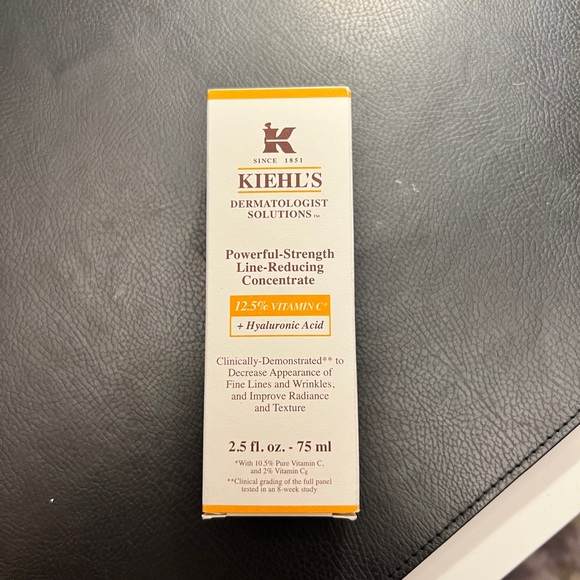 K
SINCE 1851
KIEHL'S
DERMATOLOGIST
SOLUTIONS™
Powerful-Strength
Line-Reducing
Concentrate
12.5% VITAMIN C*
+ Hyaluronic Acid
Clinically-Demonstrated** to
Decrease Appearance of
Fine Lines and Wrinkles,
and Improve Radiance
and Texture
2.5 fl. oz. - 75 ml
*With 10.5% Pure Vitamin C,
and 2% Vitamin Cg
**Clinical grading of the full panel
tested in an 8-week study